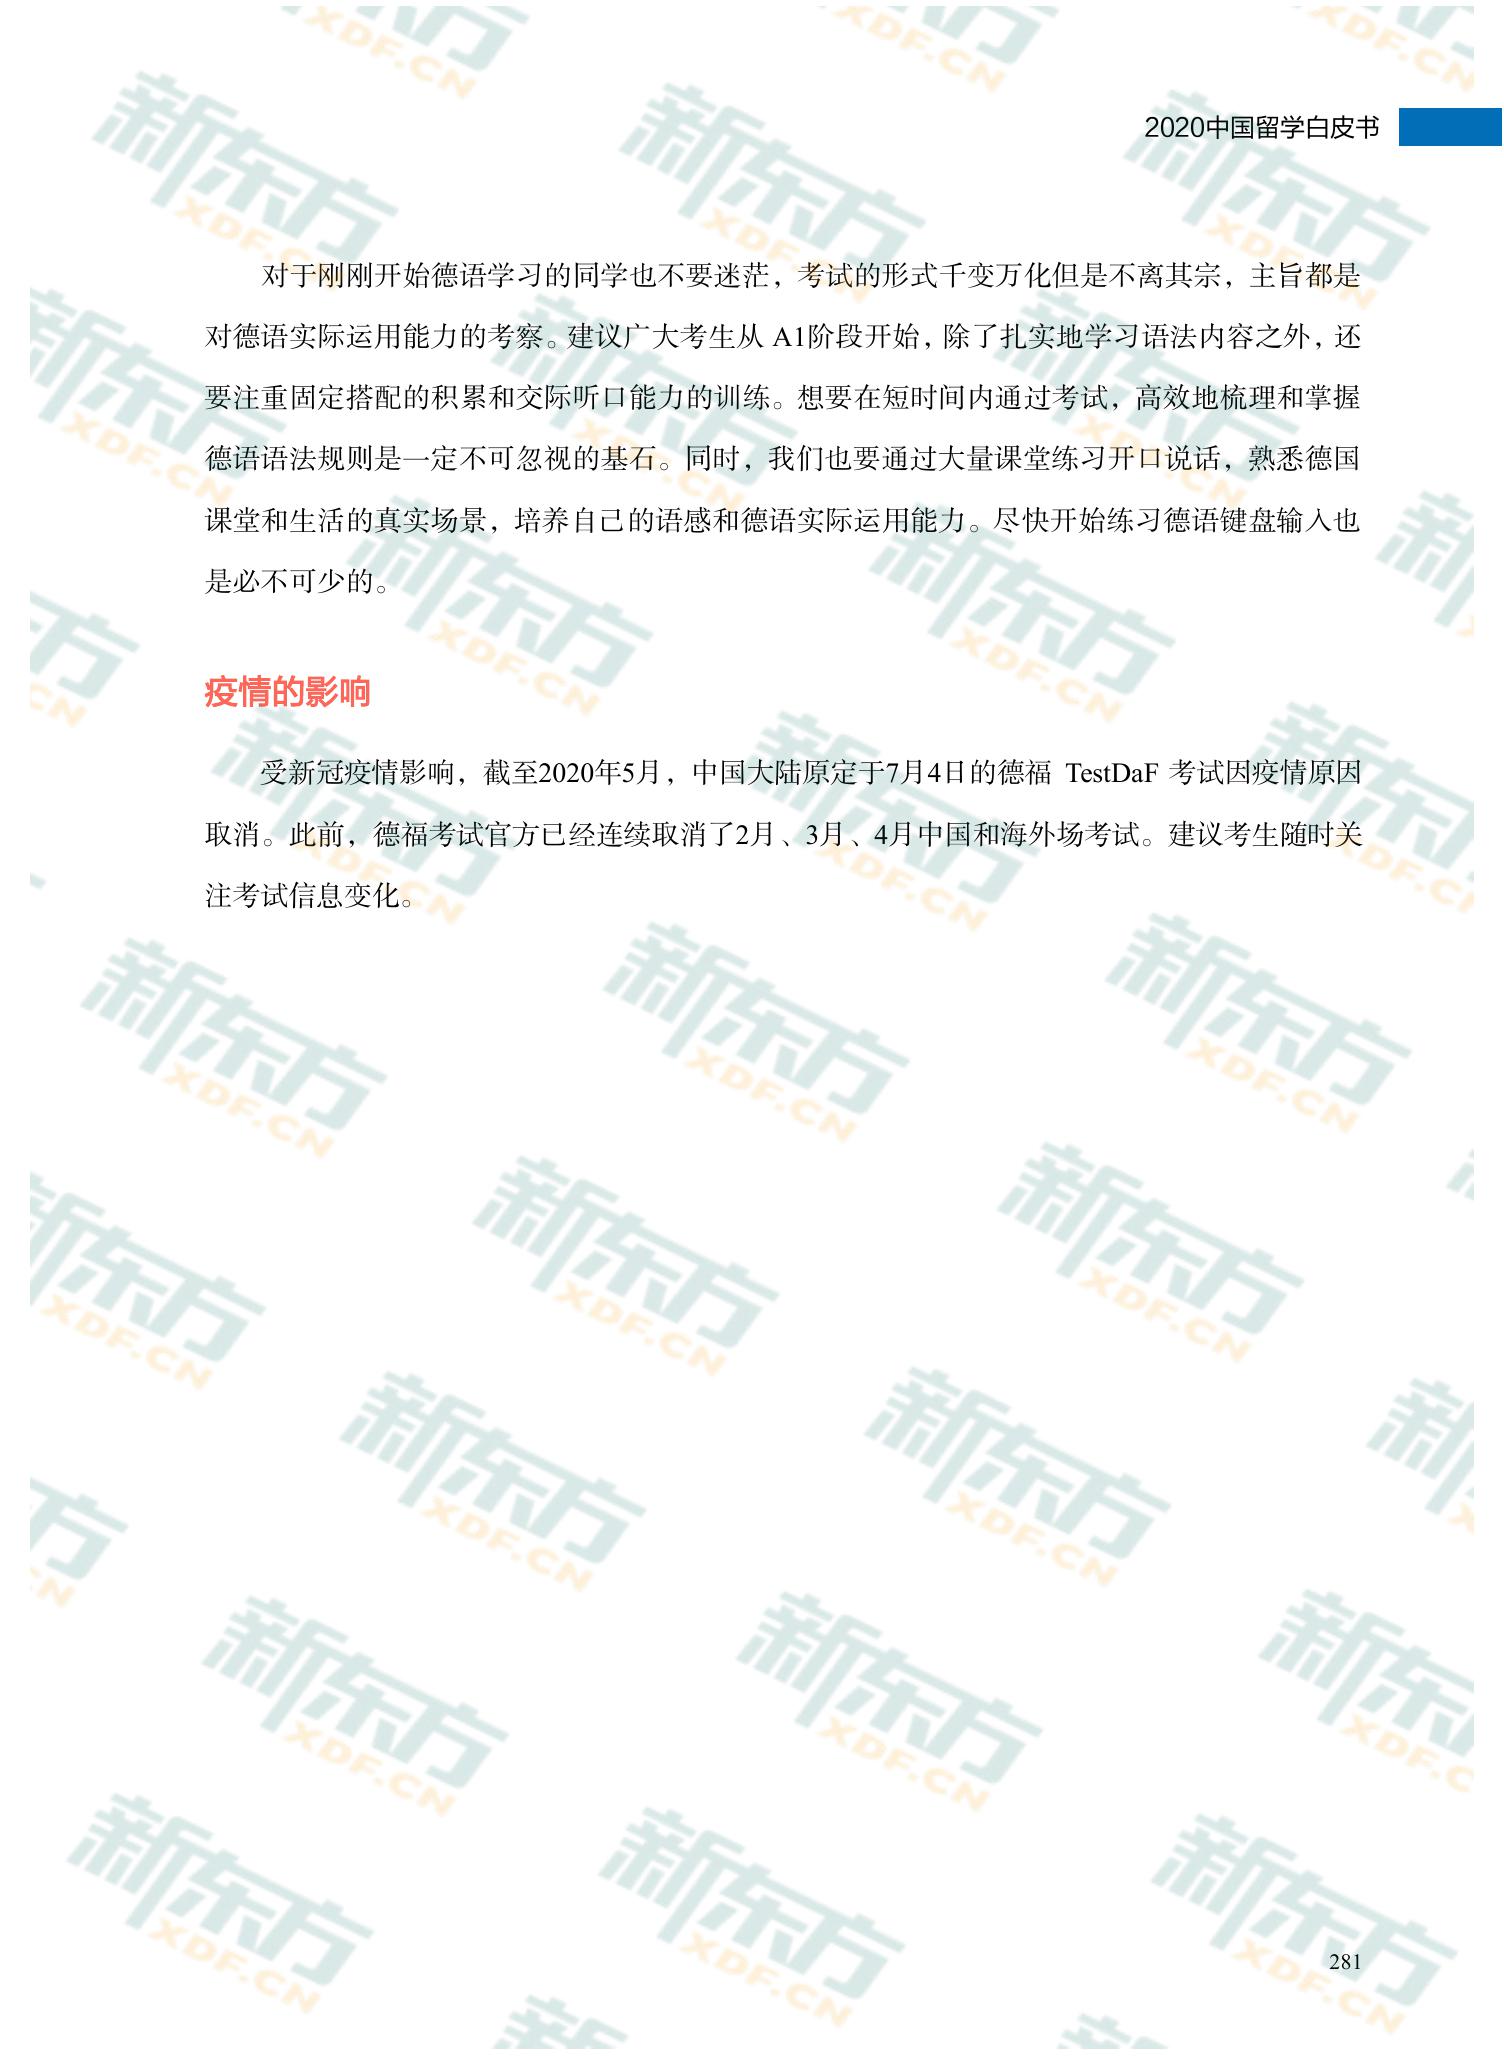 2020中国留学白皮书
对于刚刚开始德语学习的同学也不要迷茫，考试的形式千变万化但是不离其宗，主旨都是
对德语实际运用能力的考察。建议广大考生从 A1阶段开始，除了扎实地学习语法内容之外，还
要注重固定搭配的积累和交际听口能力的训练。想要在短时间内通过考试，高效地梳理和掌握
德语语法规则是一定不可忽视的基石。同时，我们也要通过大量课堂练习开口说话，熟悉德国
课堂和生活的真实场景，培养自己的语感和德语实际运用能力。尽快开始练习德语键盘输入也
是必不可少的。
疫情的影响
受新冠疫情影响，截至2020年5月，中国大陆原定于7月4日的德福 TestDaF 考试因疫情原因
取消。此前，德福考试官方已经连续取消了2月、3月、4月中国和海外场考试。建议考生随时关
注考试信息变化。
新东方
XDF.CN
281